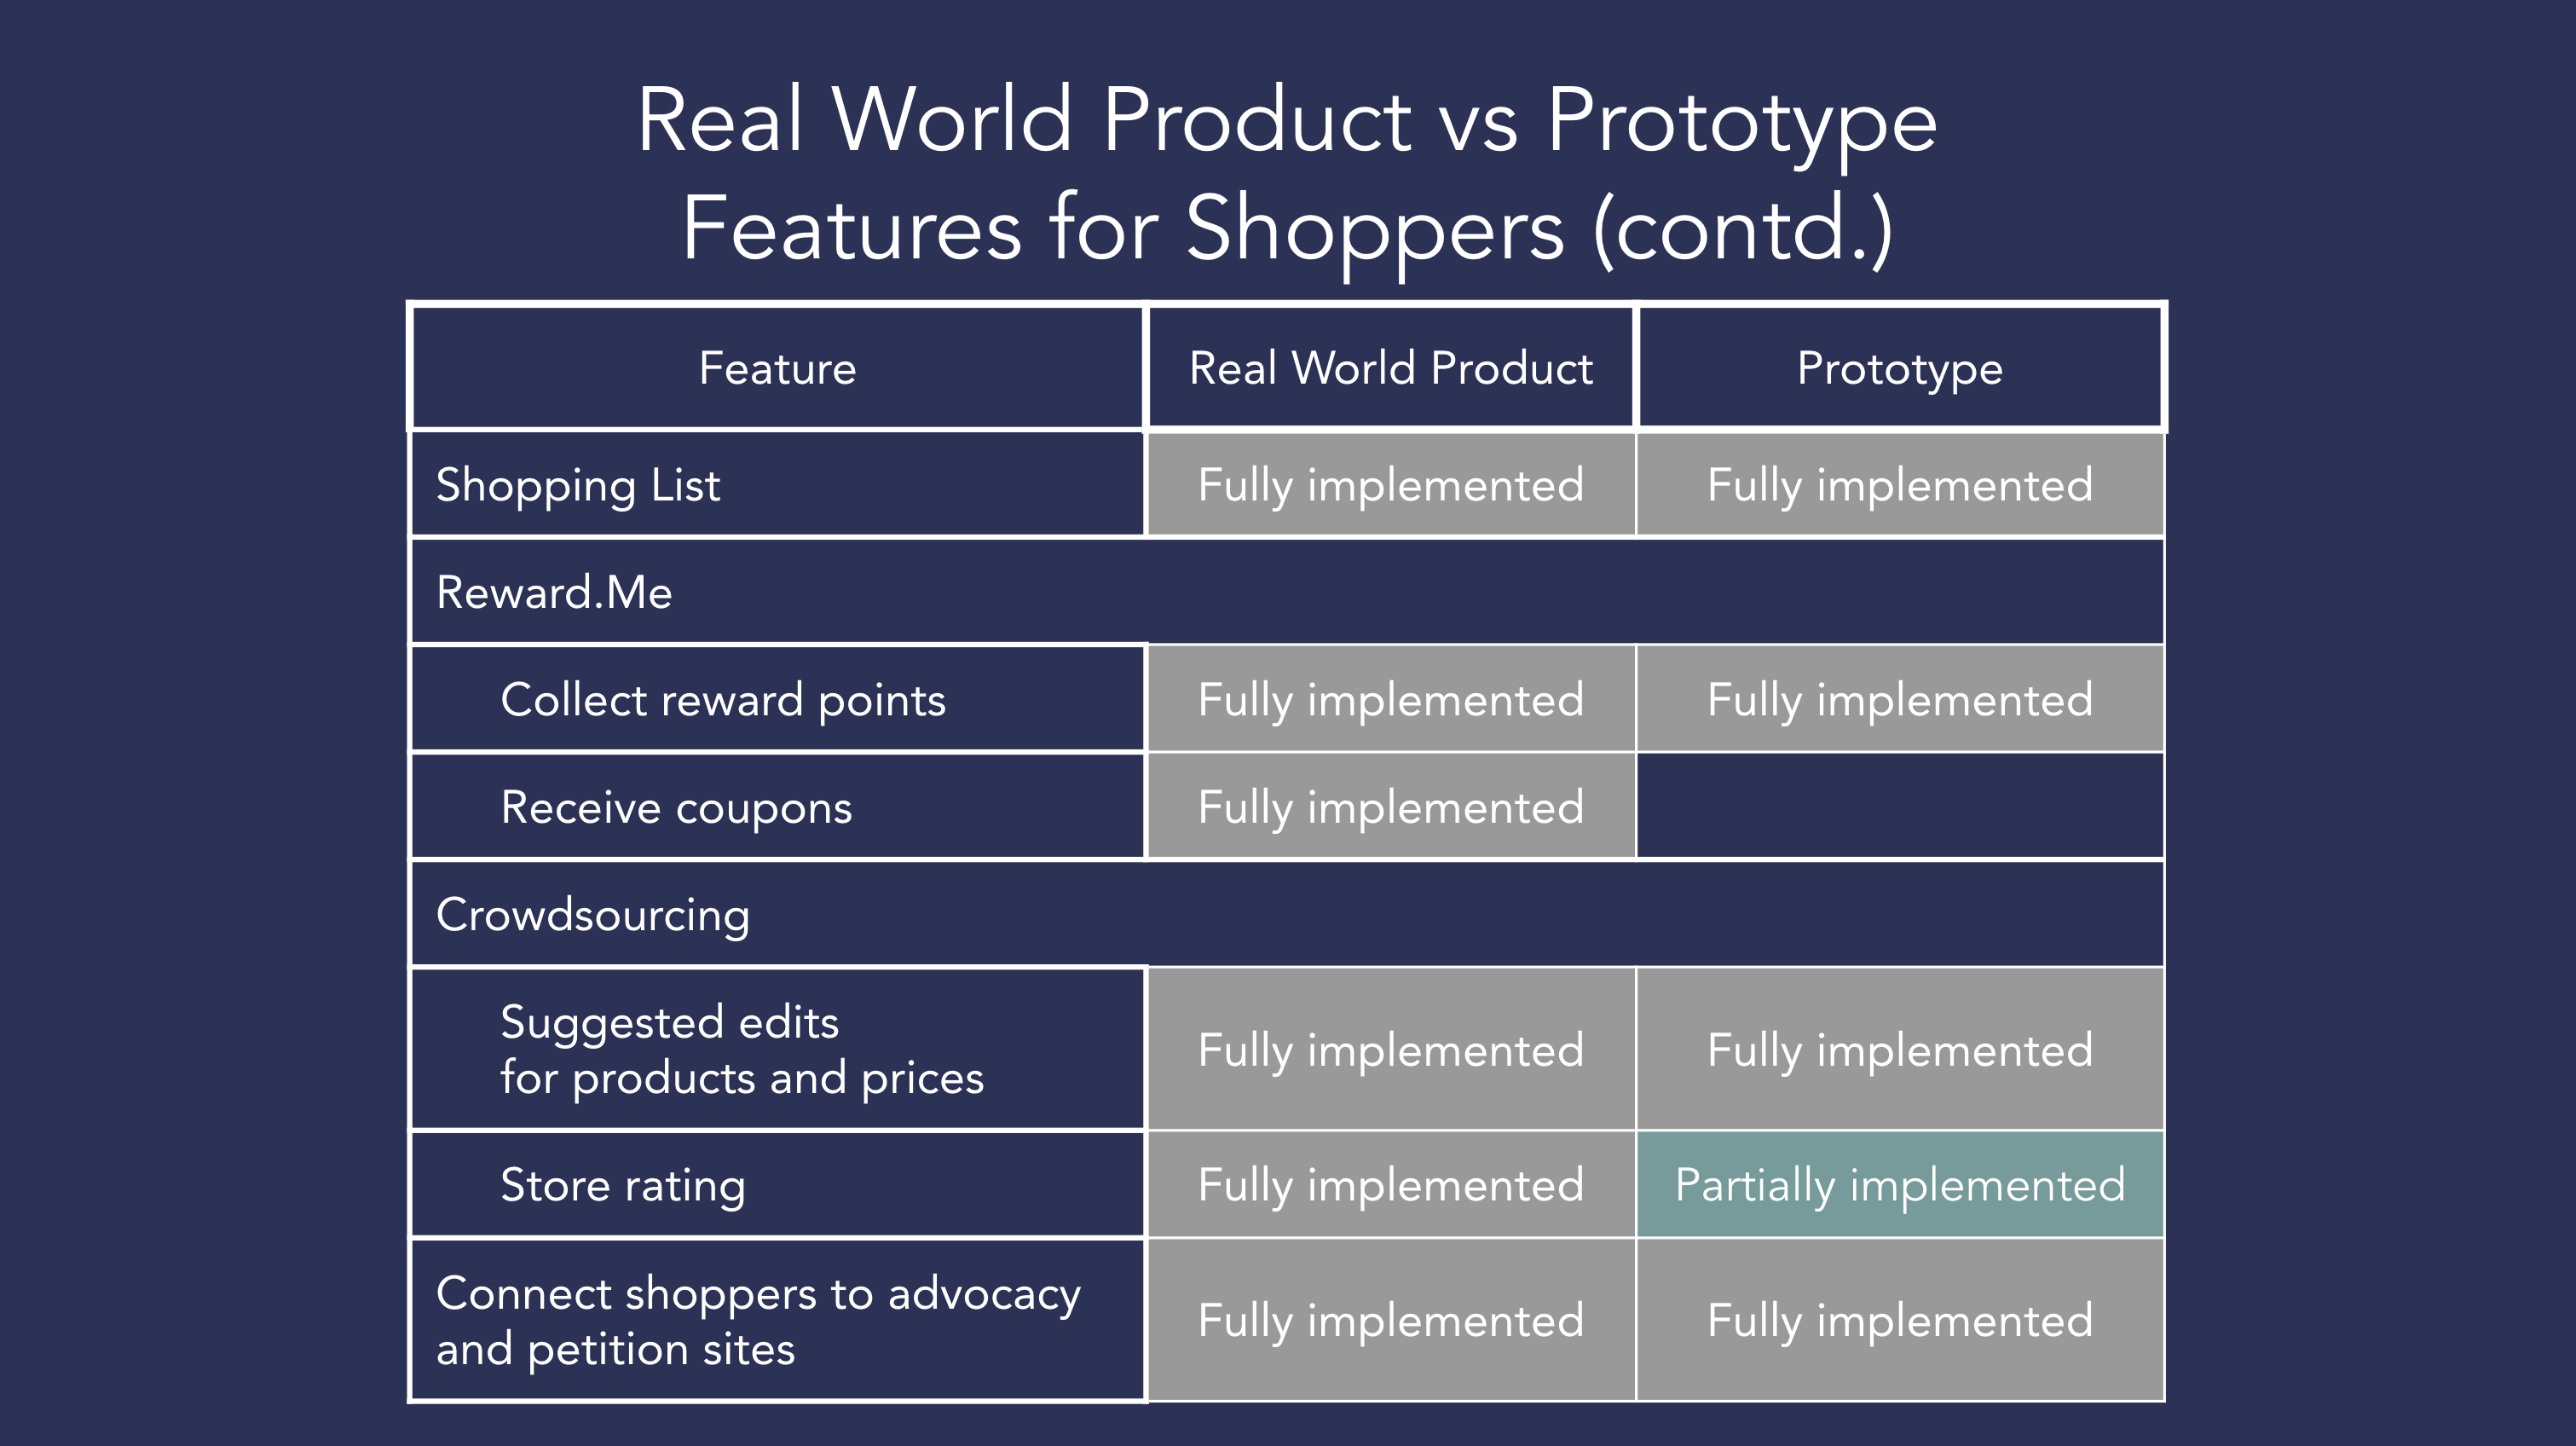 Real World Product vs Prototype
Features for Shoppers (contd.)
Feature Real World Product Prototype
Shopping List Fully implemented Fully implemented
Reward.Me
Collect reward points Fully implemented Fully implemented
Receive coupons Fully implemented
Crowdsourcing
Suggested edits
for products and prices Fully implemented Fully implemented
Store rating Fully implemented Partially implemented
Connect shoppers to advocacy
and petition sites Fully implemented Fully implemented